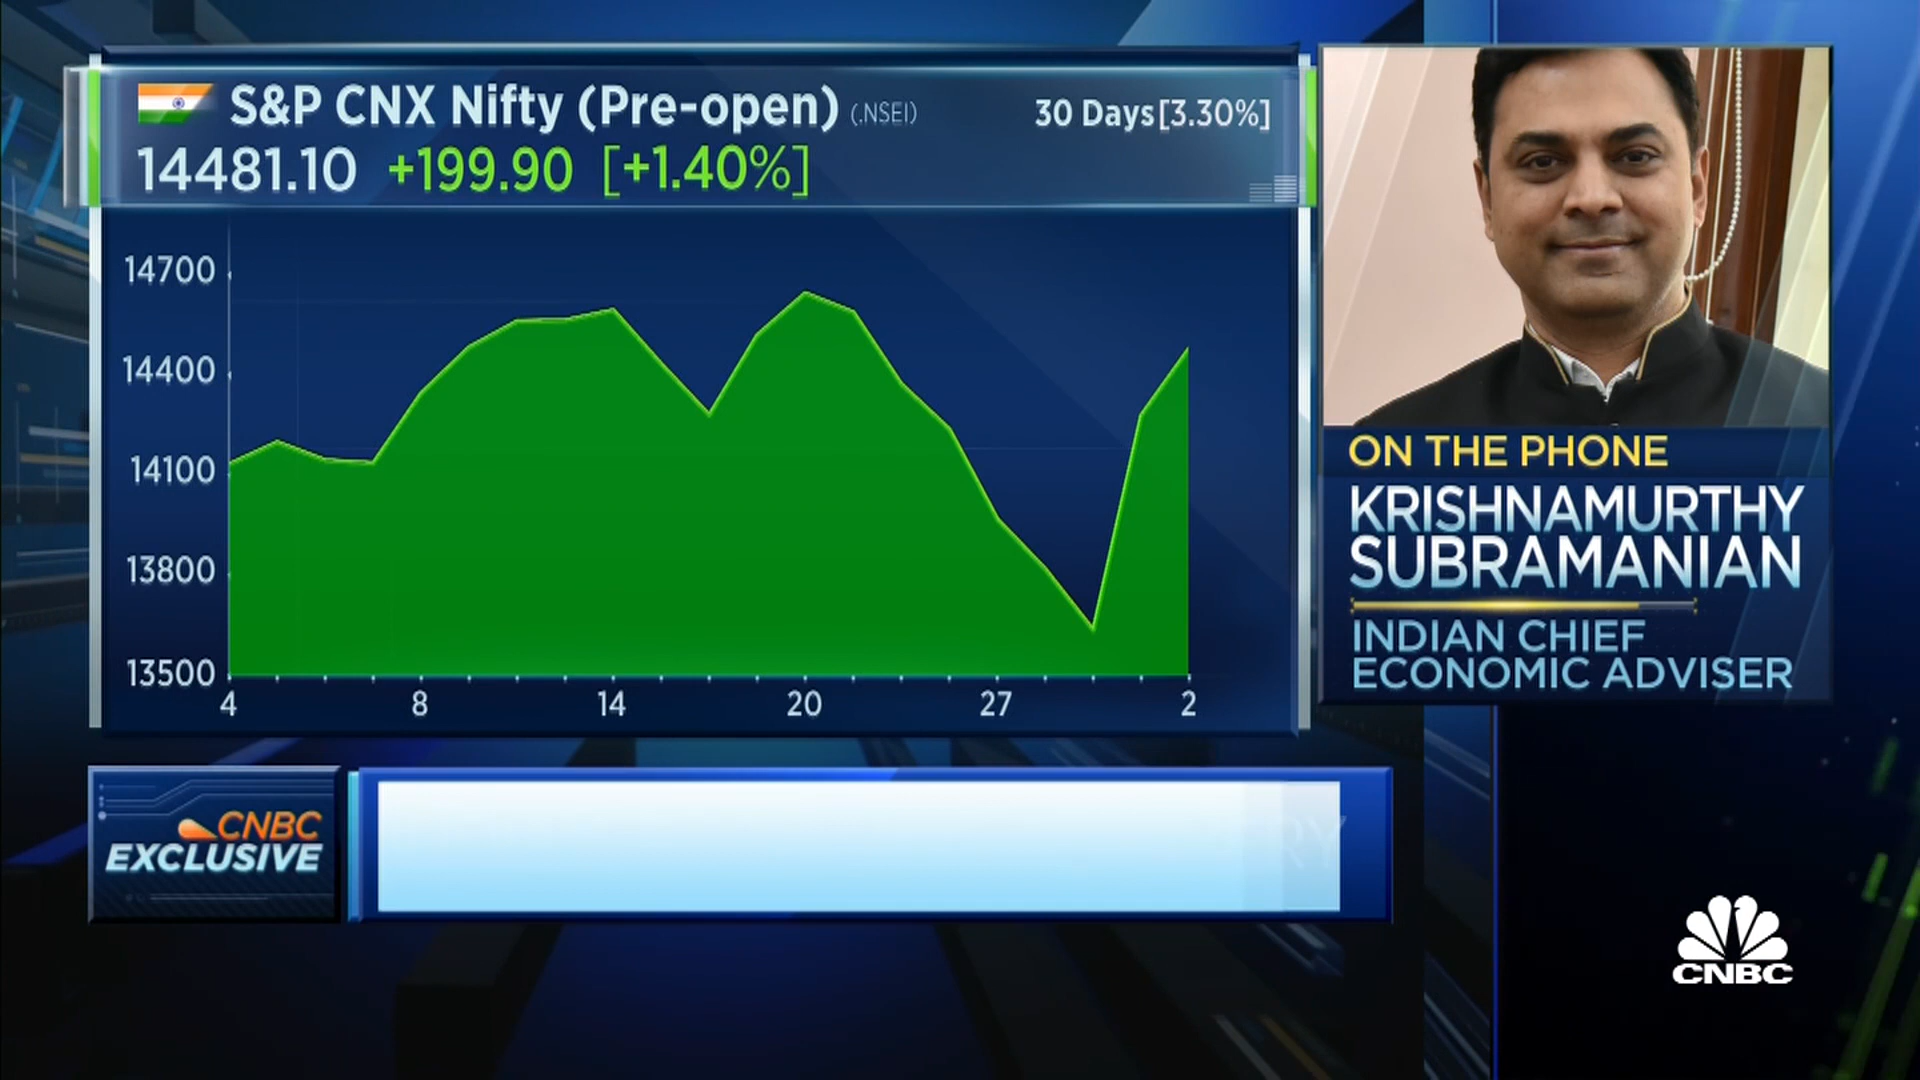 S&P CNX Nifty (Pre-open) (.NSEI)
30 Days[3.30%]
14481.10 +199.90 [+1.40%]
14700
14400
14100
13800
13500
4 8 14 20 27 2
ON THE PHONE
KRISHNAMURTHY
SUBRAMANIAN
INDIAN CHIEF
ECONOMIC ADVISER
CNBC
EXCLUSIVE
CNBC